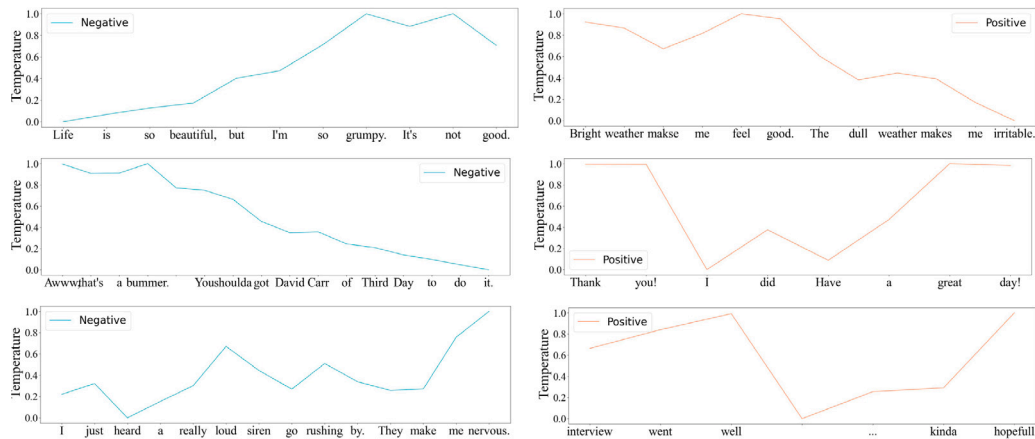 Negative
Temperature
1.0
0.8
0.6
0.4
0.2
0.0
Life is so beautiful, but I'm so grumpy. It's not good.
Positive
Temperature
1.0
0.8
0.6
0.4
0.2
0.0
Bright weather makse me feel good. The dull weather makes me irritable.
Negative
Temperature
1.0
0.8
0.6
0.4
0.2
0.0
Awww,that's a bummer. Youshoulda got David Carr of Third Day to do it.
Positive
Temperature
1.0
0.8
0.6
0.4
0.2
0.0
Thank you! I did Have a great day!
Negative
Temperature
1.0
0.8
0.6
0.4
0.2
0.0
I just heard a really loud siren go rushing by. They make me nervous.
Positive
Temperature
1.0
0.8
0.6
0.4
0.2
0.0
interview went well . ... kinda hopefull